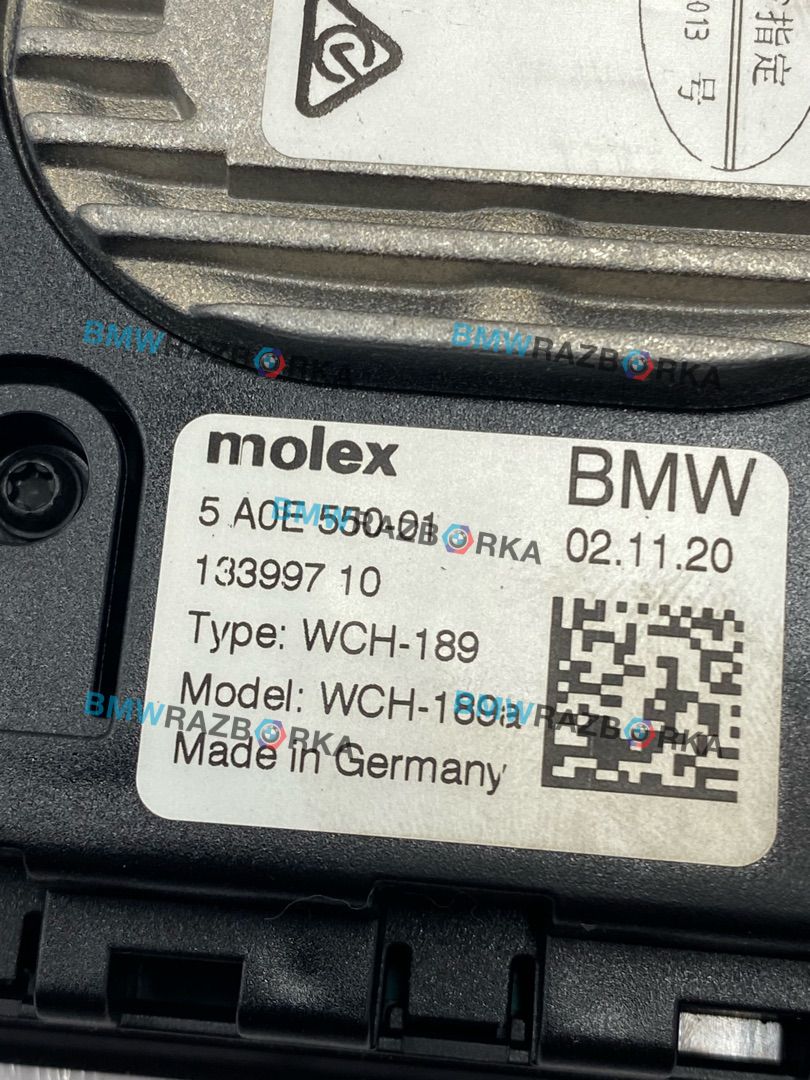 指定
013 号
molex
BMW
5 A0E 550-01
02.11.20
133997 10
Type: WCH-189
Model: WCH-189a
Made in Germany
BMWRAZBORKA
BMWRAZBORKA
BMWRAZBORKA
BMWRAZBORKA
BMWRAZBORKA